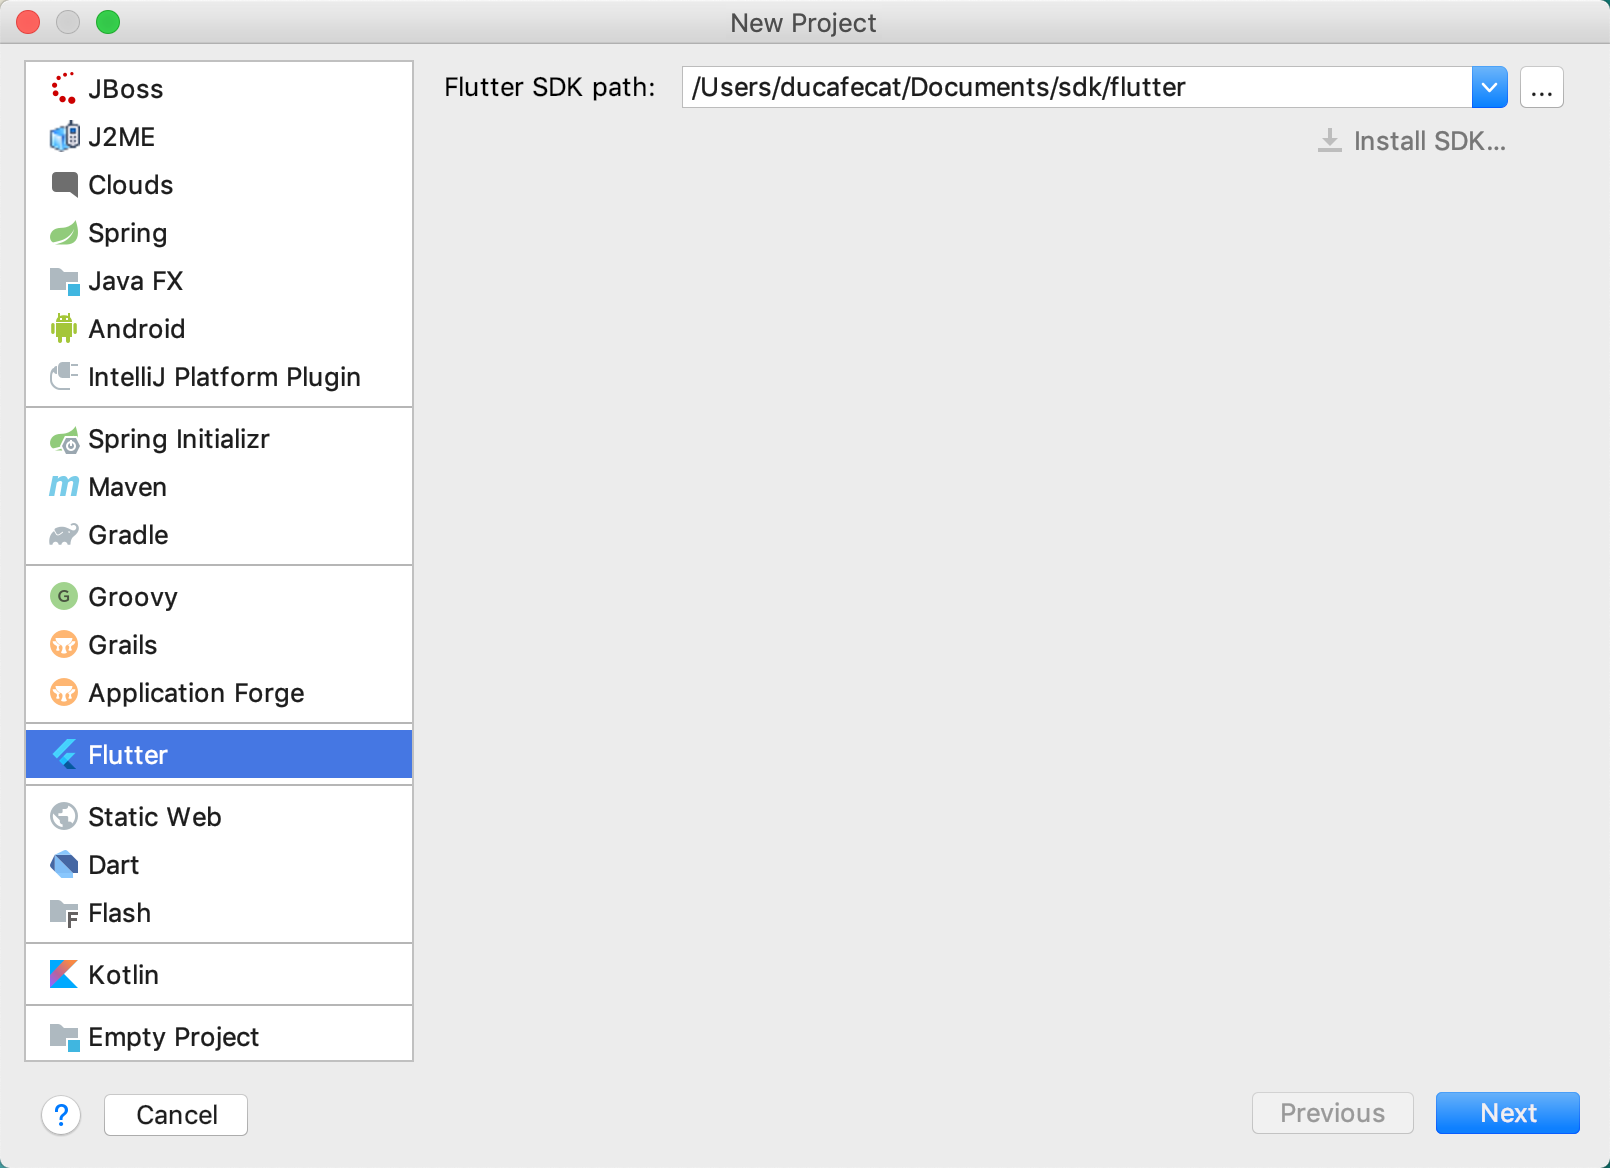 New Project
JBoss
J2ME
Clouds
Spring
Java FX
Android
IntelliJ Platform Plugin
Spring Initializr
m Maven
Gradle
G Groovy
Grails
Application Forge
Flutter
Static Web
Dart
F Flash
Kotlin
Empty Project
Flutter SDK path: /Users/ducafecat/Documents/sdk/flutter ...
Install SDK...
? Cancel Previous Next